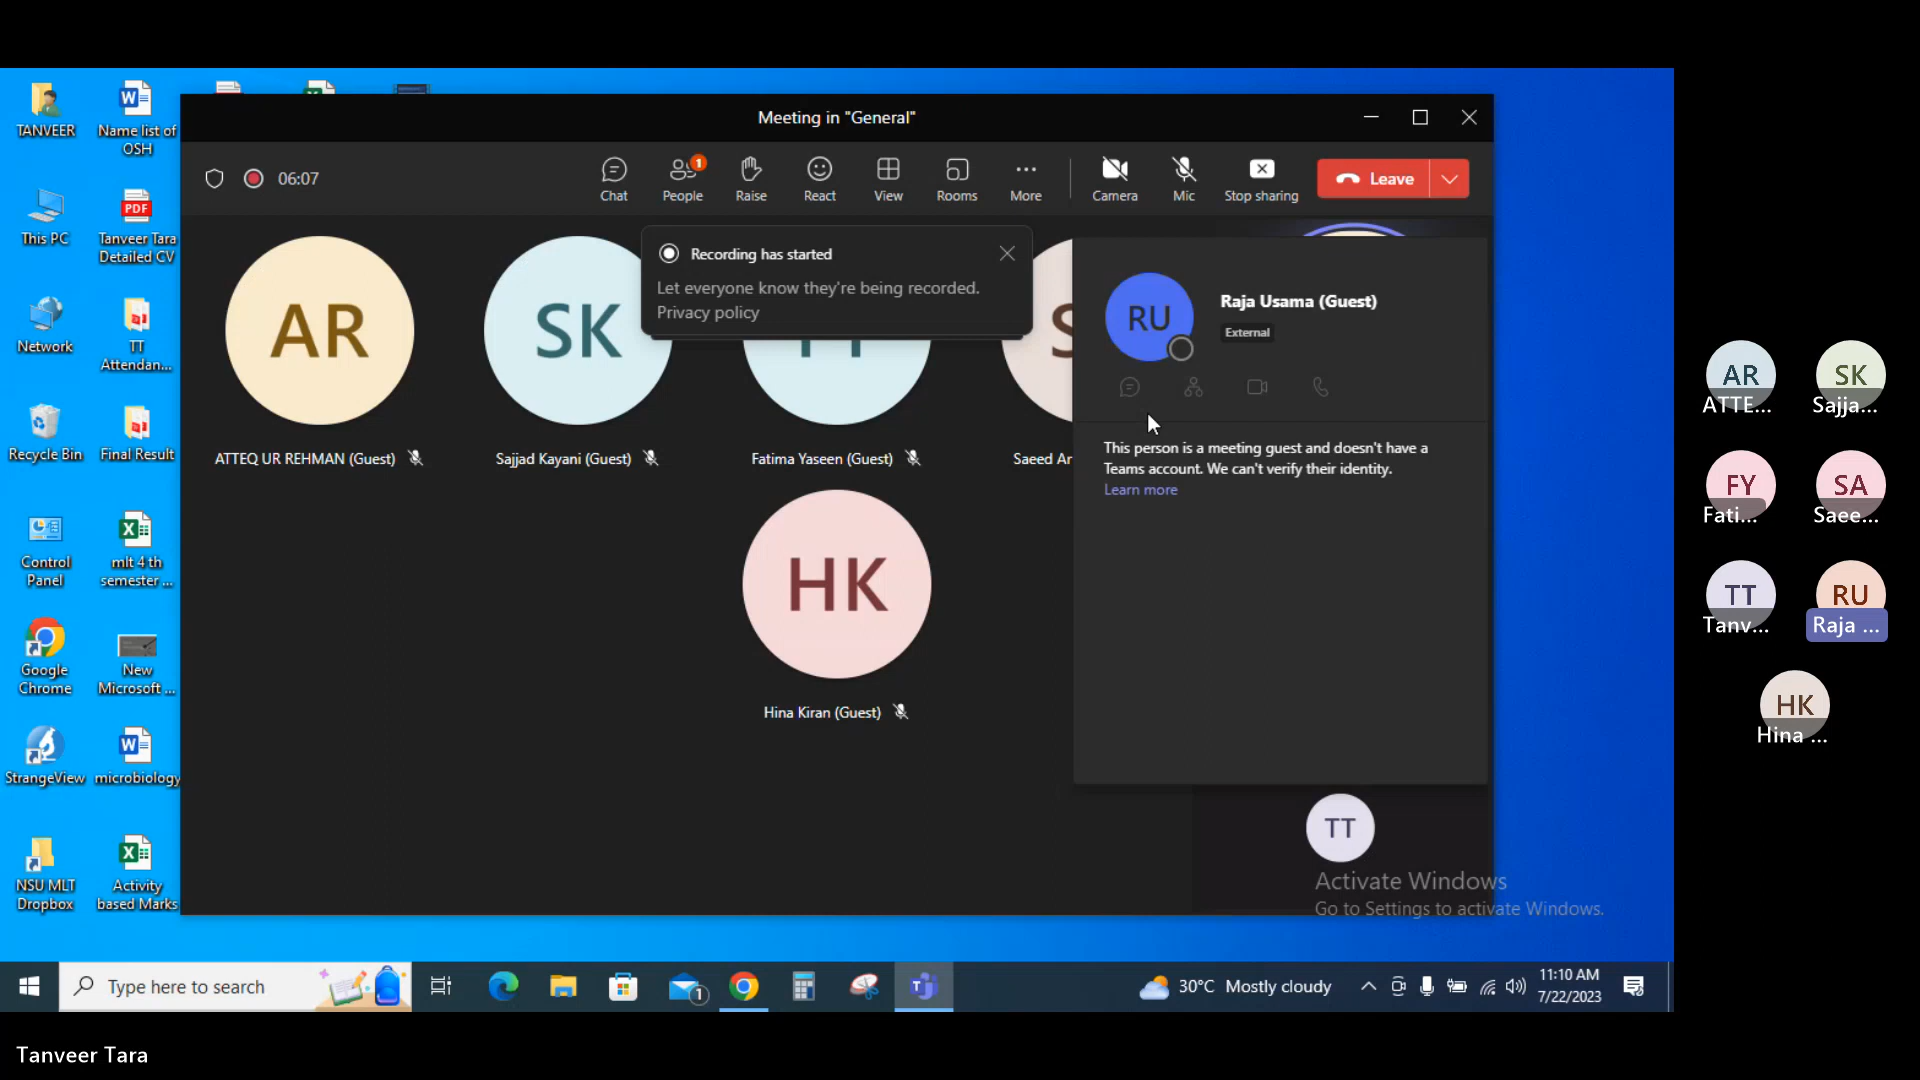 Meeting in "General"
06:07
Chat
People
1
Raise
React
View
Rooms
More
Camera
Mic
Stop sharing
Leave
Recording has started
Let everyone know they're being recorded.
Privacy policy
AR
SK
ATTEQ UR REHMAN (Guest)
Sajjad Kayani (Guest)
Fatima Yaseen (Guest)
Saeed Ar
HK
Hina Kiran (Guest)
RU
Raja Usama (Guest)
External
This person is a meeting guest and doesn't have a
Teams account. We can't verify their identity.
Learn more
TT
Activate Windows
Go to Settings to activate Windows.
TANVEER
Name list of
OSH
This PC
PDF
Tanveer Tara
Detailed CV
Network
TT
Attendan...
Recycle Bin
Final Result
Control
Panel
mlt 4 th
semester ...
Google
Chrome
New
Microsoft ...
StrangeView
microbiology
NSU MLT
Dropbox
Activity
based Marks
AR
ATTE...
SK
Sajja...
FY
Fati...
SA
Saee...
TT
Tanv...
RU
Raja ...
HK
Hina ...
Type here to search
1
30°C Mostly cloudy
11:10 AM
7/22/2023
Tanveer Tara